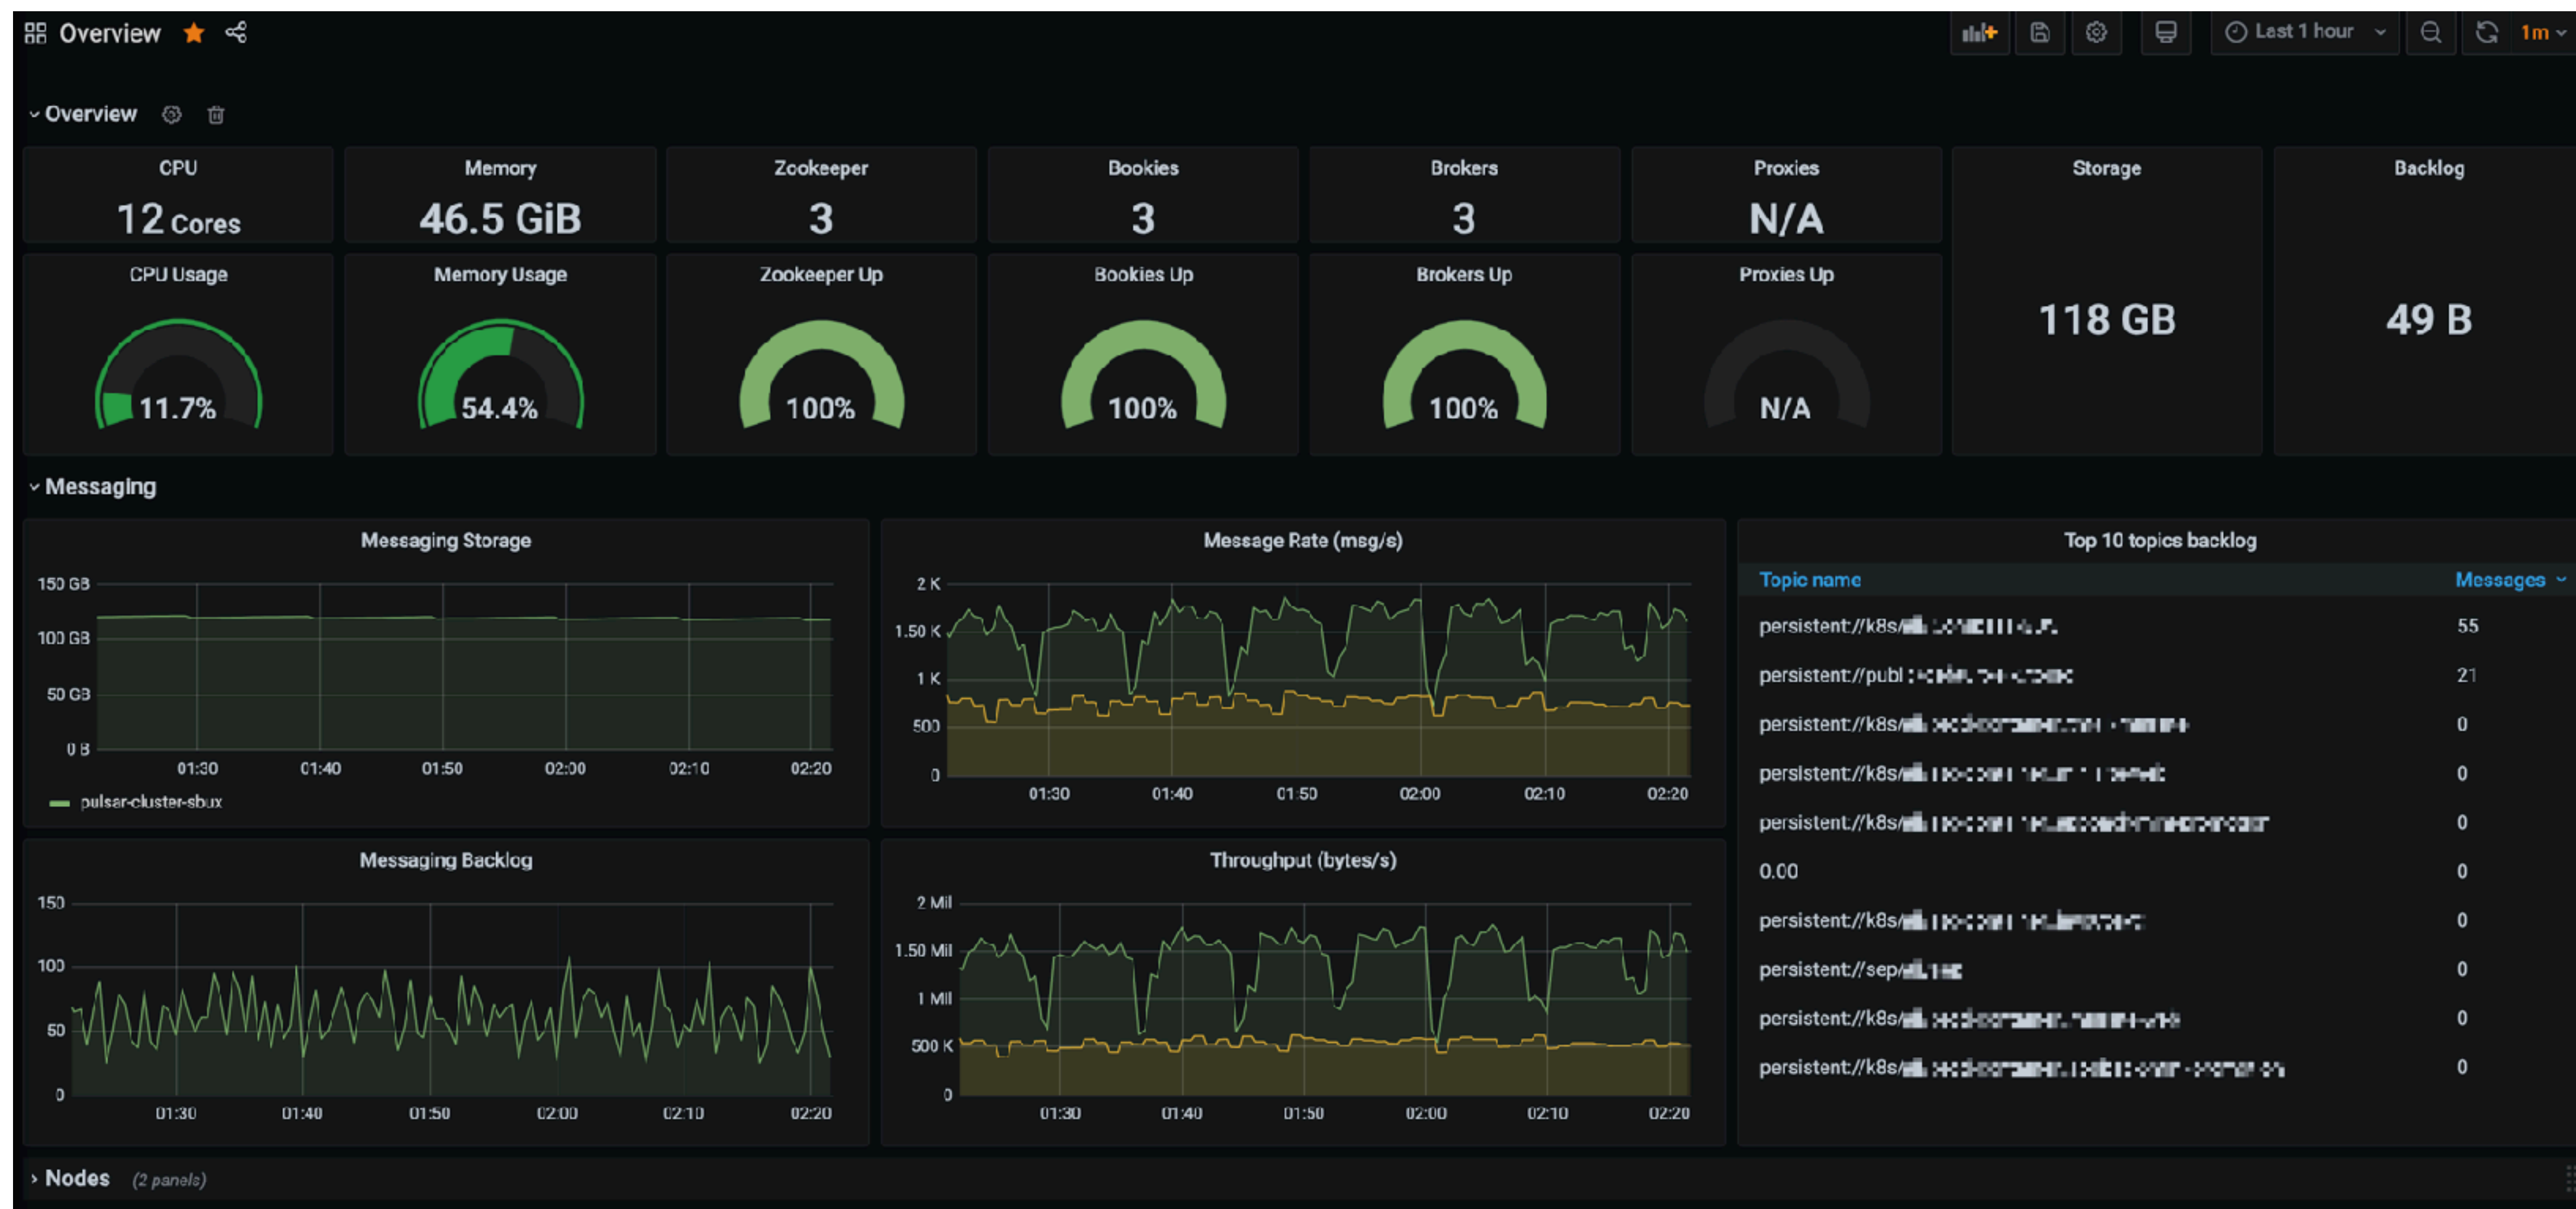 Overview
Last 1 hour
1m
Overview
CPU
12 Cores
Memory
46.5 GiB
Zookeeper
3
Bookies
3
Brokers
3
Proxies
N/A
Storage
118 GB
Backlog
49 B
CPU Usage
11.7%
Memory Usage
54.4%
Zookeeper Up
100%
Bookies Up
100%
Brokers Up
100%
Proxies Up
N/A
Messaging
Messaging Storage
150 GB
100 GB
50 GB
0 B
01:30 01:40 01:50 02:00 02:10 02:20
pulsar-cluster-sbux
Message Rate (msg/s)
2 K
1.50 K
1 K
500
0
01:30 01:40 01:50 02:00 02:10 02:20
Top 10 topics backlog
Topic name Messages
persistent://k8s/ 55
persistent://publ 21
persistent://k8s/ 0
persistent://k8s/ 0
persistent://k8s/ 0
0.00 0
persistent://k8s/ 0
persistent://sep/ 0
persistent://k8s/ 0
persistent://k8s/ 0
Messaging Backlog
150
100
50
0
01:30 01:40 01:50 02:00 02:10 02:20
Throughput (bytes/s)
2 Mil
1.50 Mil
1 Mil
500 K
0
01:30 01:40 01:50 02:00 02:10 02:20
Nodes (2 panels)